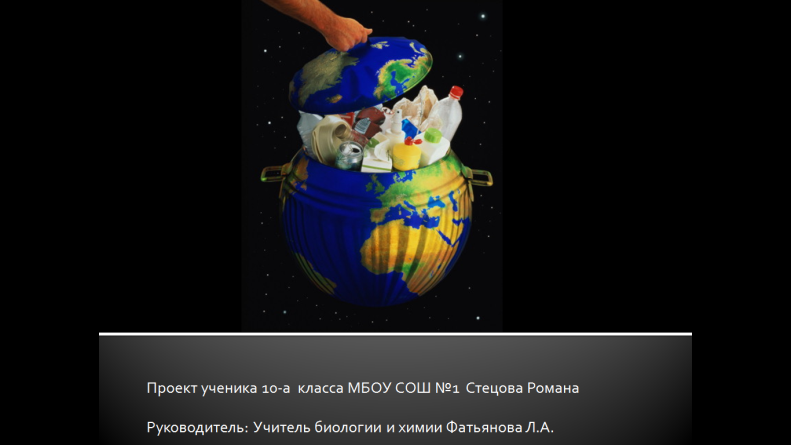 Проект ученика 10-а класса МБОУ СОШ №1 Стецова Романа
Руководитель: Учитель биологии и химии Фатьянова Л.А.